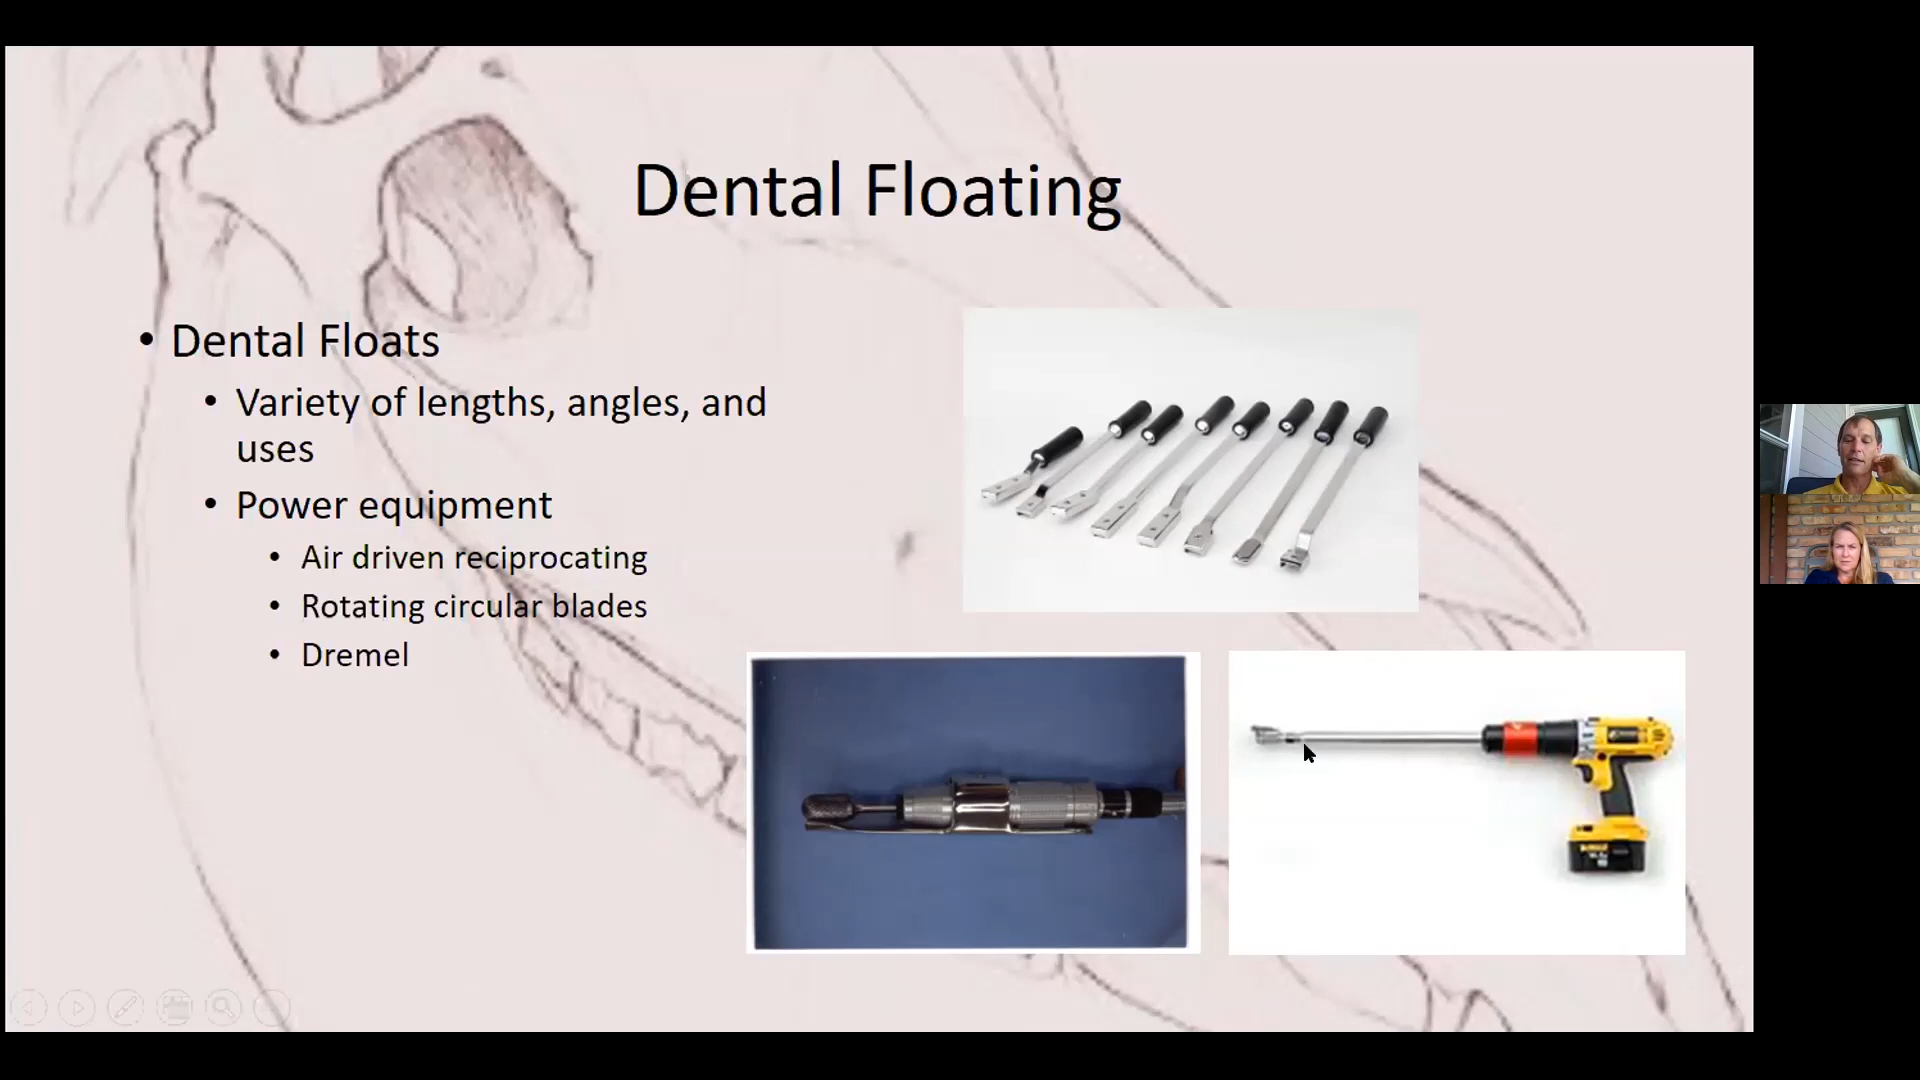 Dental Floating
• Dental Floats
• Variety of lengths, angles, and
uses
• Power equipment
• Air driven reciprocating
• Rotating circular blades
• Dremel